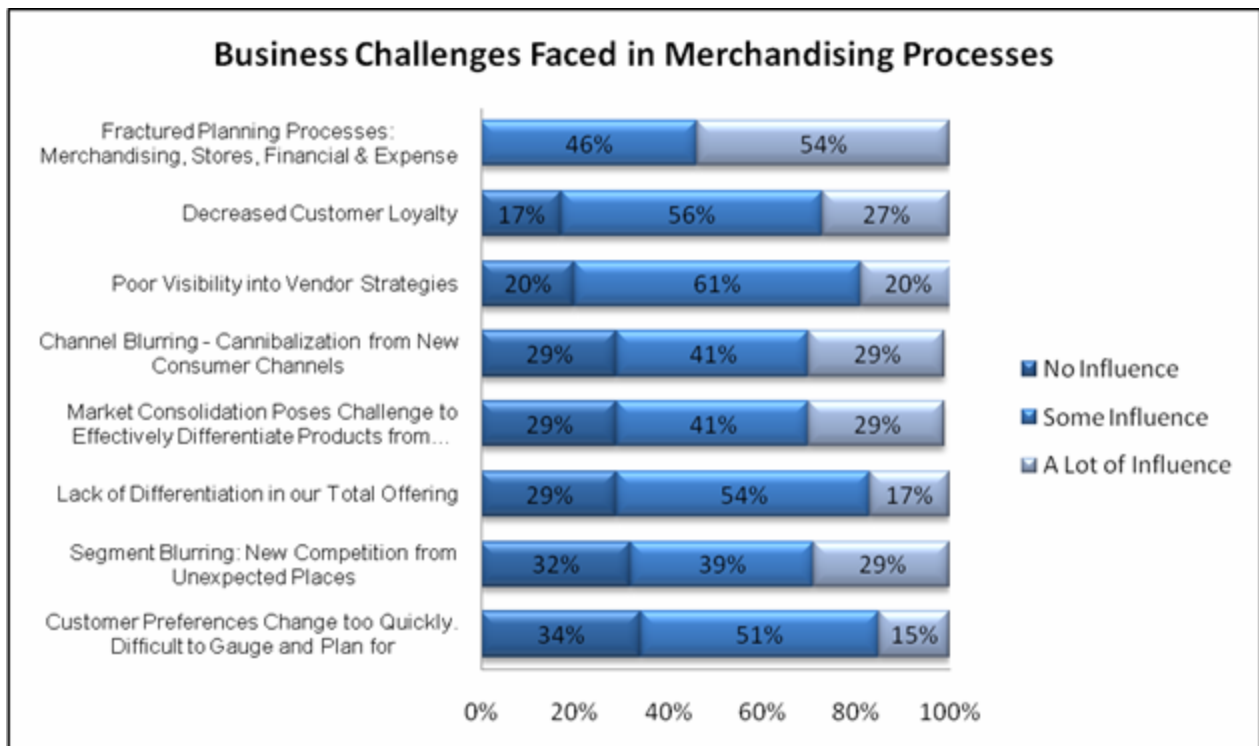 Business Challenges Faced in Merchandising Processes
Fractured Planning Processes:
Merchandising, Stores, Financial & Expense
46% 54%
Decreased Customer Loyalty
17% 56% 27%
Poor Visibility into Vendor Strategies
20% 61% 20%
Channel Blurring - Cannibalization from New
Consumer Channels
29% 41% 29%
Market Consolidation Poses Challenge to
Effectively Differentiate Products from...
29% 41% 29%
Lack of Differentiation in our Total Offering
29% 54% 17%
Segment Blurring: New Competition from
Unexpected Places
32% 39% 29%
Customer Preferences Change too Quickly.
Difficult to Gauge and Plan for
34% 51% 15%
0% 20% 40% 60% 80% 100%
No Influence
Some Influence
A Lot of Influence